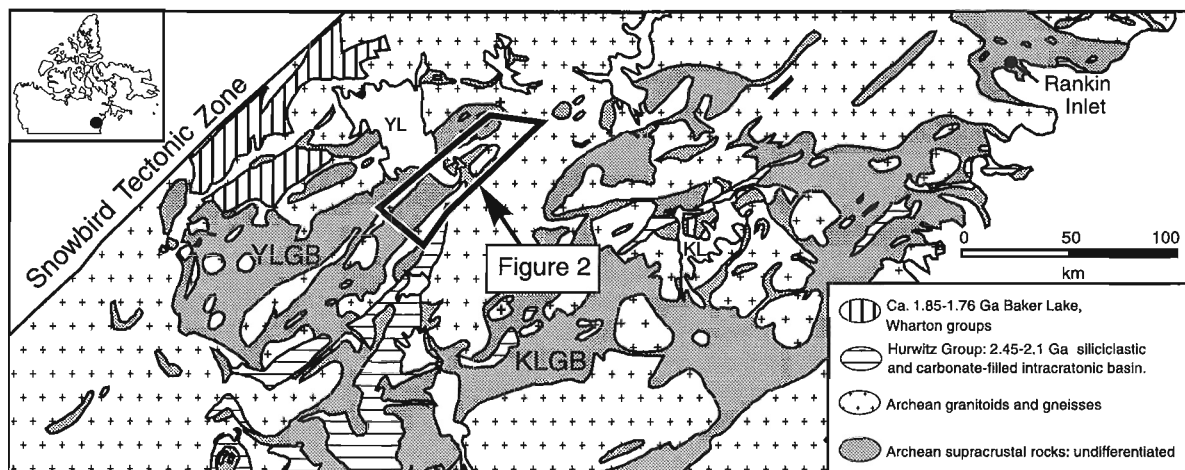 Snowbird Tectonic Zone
YL
Rankin
Inlet
YLGB
KL
Figure 2
KLGB
0 50 100
km
Ca. 1.85-1.76 Ga Baker Lake,
Wharton groups
Hurwitz Group: 2.45-2.1 Ga siliciclastic
and carbonate-filled intracratonic basin.
Archean granitoids and gneisses
Archean supracrustal rocks: undifferentiated